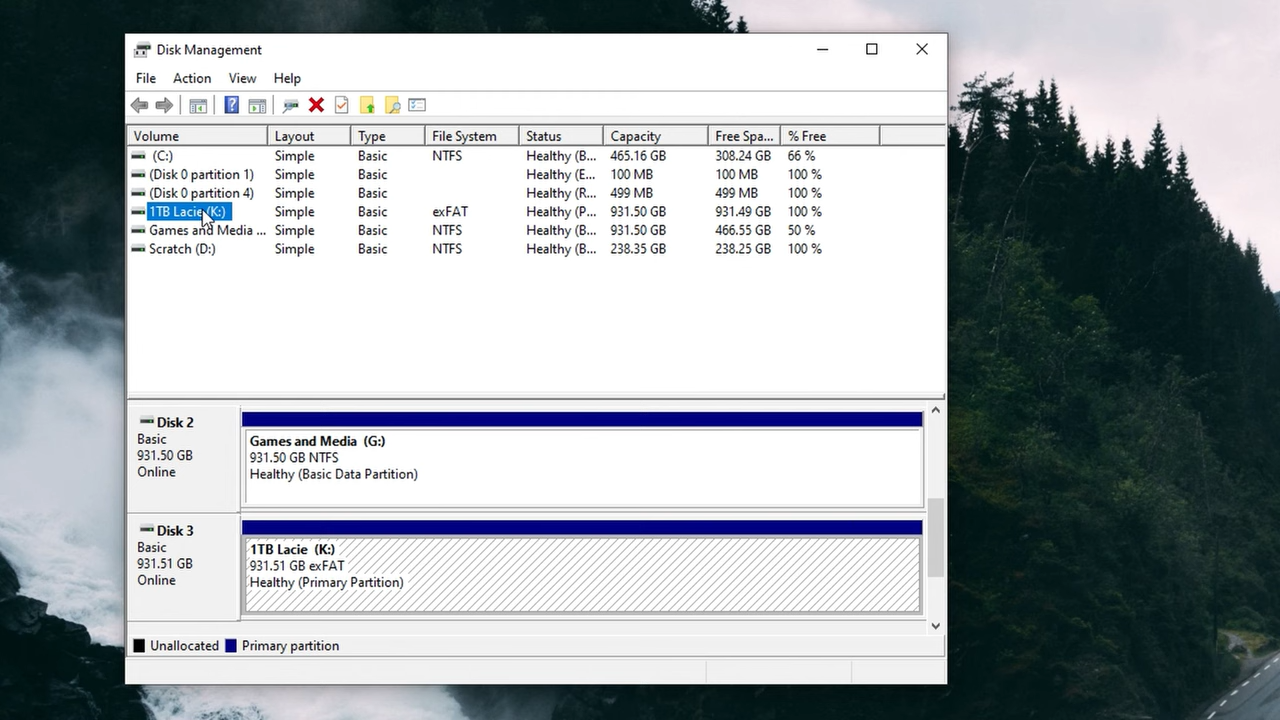 Disk Management
File Action View Help
Volume Layout Type File System Status Capacity Free Spa... % Free
(C:) Simple Basic NTFS Healthy (B... 465.16 GB 308.24 GB 66 %
(Disk 0 partition 1) Simple Basic Healthy (E... 100 MB 100 MB 100 %
(Disk 0 partition 4) Simple Basic Healthy (R... 499 MB 499 MB 100 %
1TB Lacie (K:) Simple Basic exFAT Healthy (P... 931.50 GB 931.49 GB 100 %
Games and Media ... Simple Basic NTFS Healthy (B... 931.50 GB 466.55 GB 50 %
Scratch (D:) Simple Basic NTFS Healthy (B... 238.35 GB 238.25 GB 100 %
Disk 2
Basic
931.50 GB
Online
Games and Media (G:)
931.50 GB NTFS
Healthy (Basic Data Partition)
Disk 3
Basic
931.51 GB
Online
1TB Lacie (K:)
931.51 GB exFAT
Healthy (Primary Partition)
Unallocated Primary partition